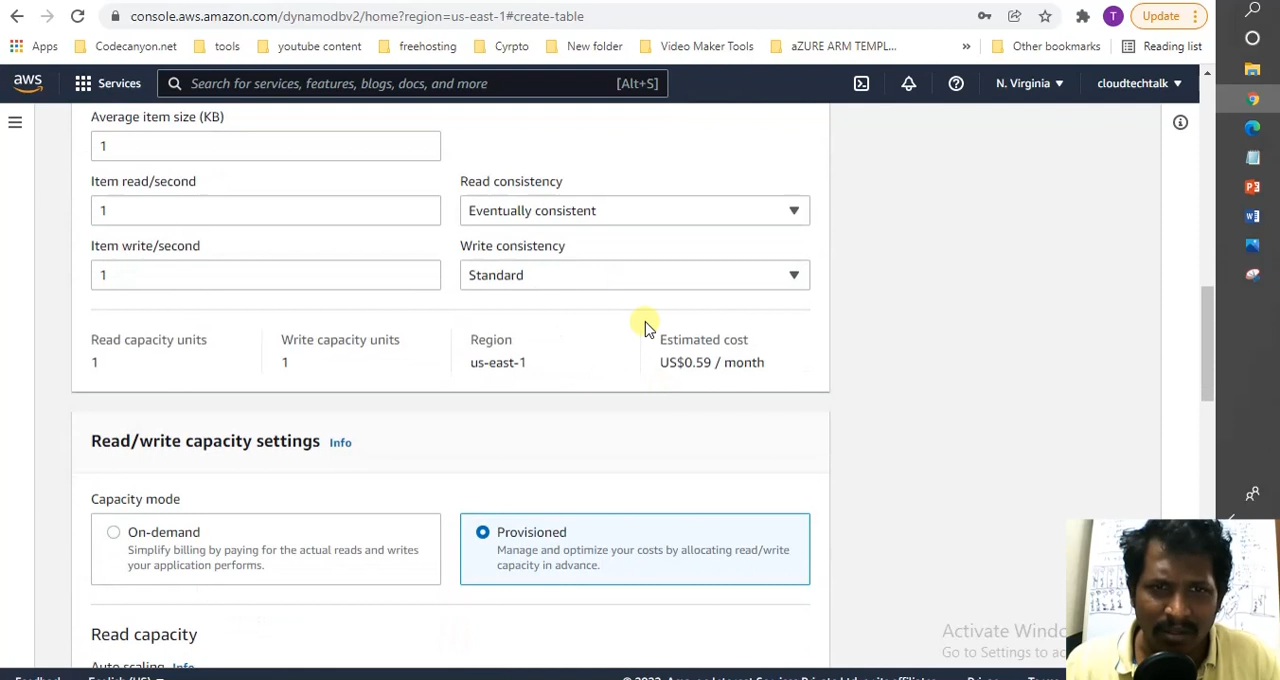 console.aws.amazon.com/dynamodbv2/home?region=us-east-1#create-table
T
Update
Apps
Codecanyon.net
tools
youtube content
freehosting
Cyrpto
New folder
Video Maker Tools
aZURE ARM TEMPL...
»
Other bookmarks
Reading list
aws
Services
Search for services, features, blogs, docs, and more
[Alt+S]
N. Virginia
cloudtechtalk
Average item size (KB)
1
Item read/second
Read consistency
1
Eventually consistent
Item write/second
Write consistency
1
Standard
Read capacity units
Write capacity units
Region
Estimated cost
1
1
us-east-1
US$0.59 / month
Read/write capacity settings Info
Capacity mode
On-demand
Simplify billing by paying for the actual reads and writes
your application performs.
Provisioned
Manage and optimize your costs by allocating read/write
capacity in advance.
Read capacity
Auto scaling Info
Activate Windo
Go to Settings to a